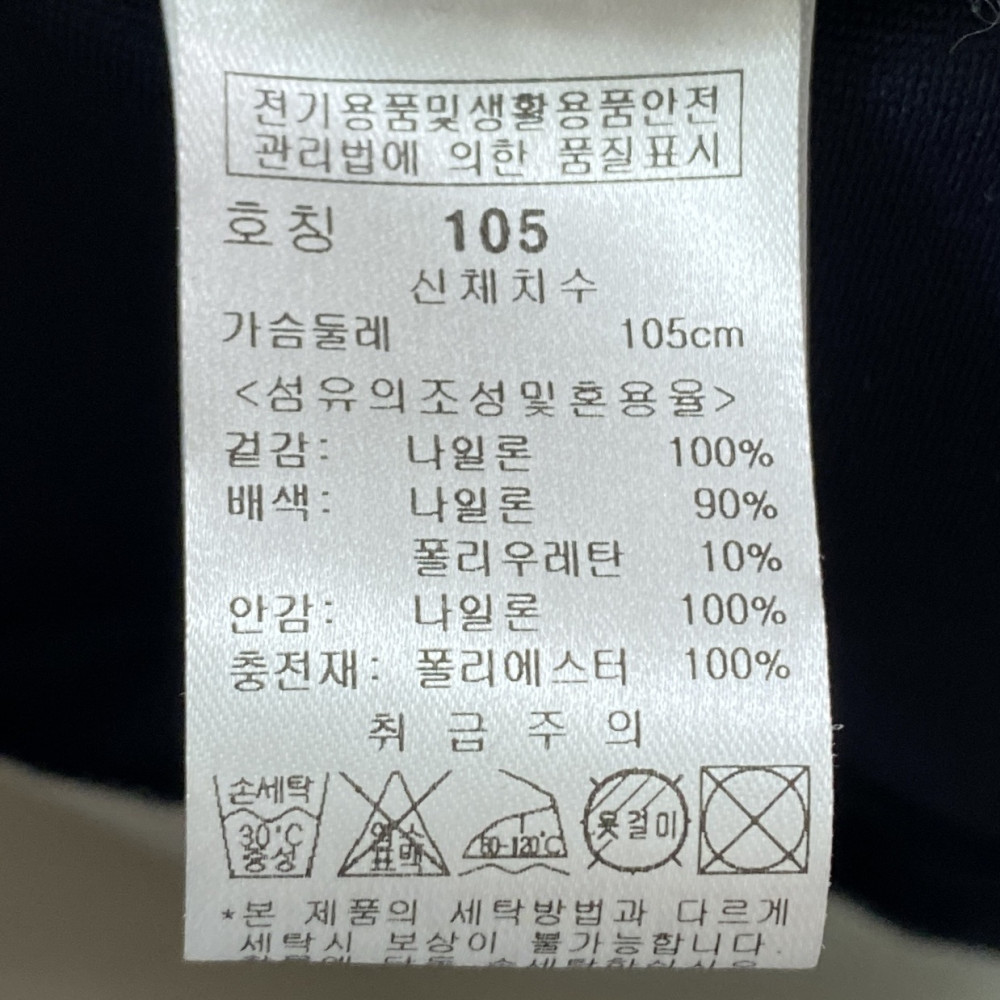 전기용품및생활용품안전
관리법에 의한 품질표시
호칭 105
신체치수
가슴둘레 105cm
<섬유의조성및혼용율>
겉감: 나일론 100%
배색: 나일론 90%
폴리우레탄 10%
안감: 나일론 100%
충전재: 폴리에스터 100%
취급주의
손세탁
30°C
중성
염소
표백
80-120°C
옷걸이
*본 제품의 세탁방법과 다르게
세탁시 보상이 불가능합니다.